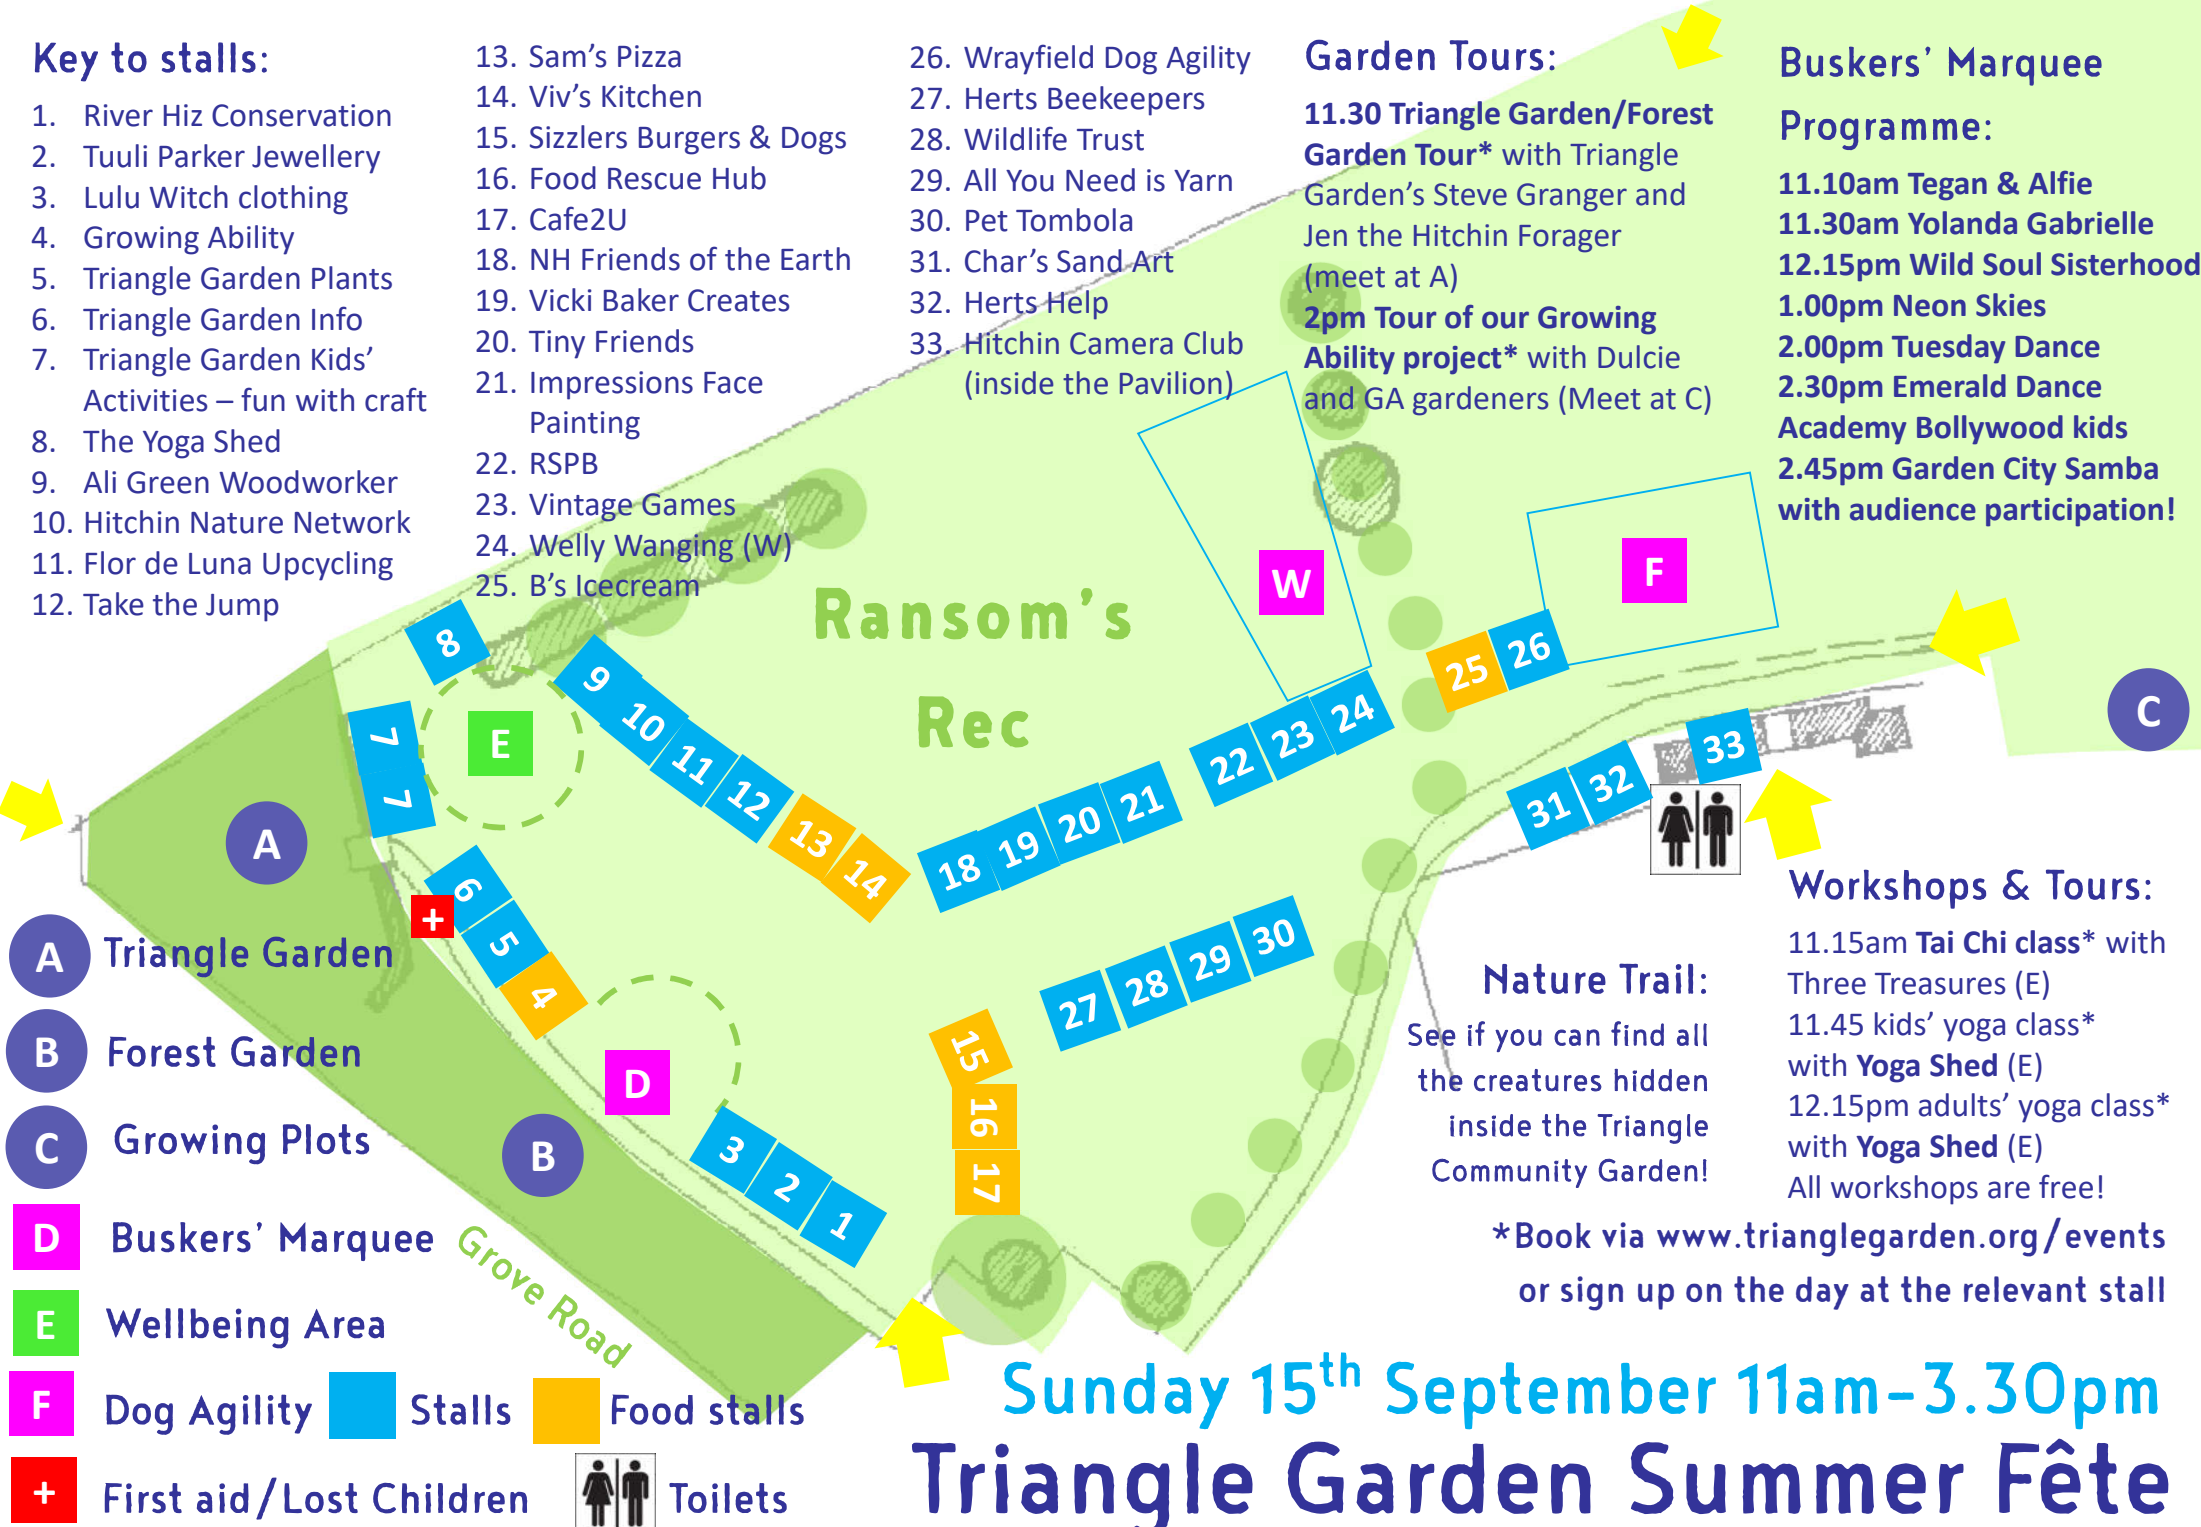 Key to stalls:
1. River Hiz Conservation
2. Tuuli Parker Jewellery
3. Lulu Witch clothing
4. Growing Ability
5. Triangle Garden Plants
6. Triangle Garden Info
7. Triangle Garden Kids’
Activities – fun with craft
8. The Yoga Shed
9. Ali Green Woodworker
10. Hitchin Nature Network
11. Flor de Luna Upcycling
12. Take the Jump
13. Sam’s Pizza
14. Viv’s Kitchen
15. Sizzlers Burgers & Dogs
16. Food Rescue Hub
17. Cafe2U
18. NH Friends of the Earth
19. Vicki Baker Creates
20. Tiny Friends
21. Impressions Face
Painting
22. RSPB
23. Vintage Games
24. Welly Wanging (W)
25. B’s Icecream
26. Wrayfield Dog Agility
27. Herts Beekeepers
28. Wildlife Trust
29. All You Need is Yarn
30. Pet Tombola
31. Char’s Sand Art
32. Herts Help
33. Hitchin Camera Club
(inside the Pavilion)
Garden Tours:
11.30 Triangle Garden/Forest
Garden Tour* with Triangle
Garden’s Steve Granger and
Jen the Hitchin Forager
(meet at A)
2pm Tour of our Growing
Ability project* with Dulcie
and GA gardeners (Meet at C)
Buskers’ Marquee
Programme:
11.10am Tegan & Alfie
11.30am Yolanda Gabrielle
12.15pm Wild Soul Sisterhood
1.00pm Neon Skies
2.00pm Tuesday Dance
2.30pm Emerald Dance
Academy Bollywood kids
2.45pm Garden City Samba
with audience participation!
Ransom’s
Rec
W
F
8
9
10
11
12
13
14
7
7
E
A
6
5
4
+
D
B
3
2
1
15
16
17
18
19
20
21
22
23
24
25
26
27
28
29
30
31
32
33
C
Grove Road
A Triangle Garden
B Forest Garden
C Growing Plots
D Buskers’ Marquee
E Wellbeing Area
F Dog Agility
Stalls
Food stalls
+ First aid/Lost Children
Toilets
Nature Trail:
See if you can find all
the creatures hidden
inside the Triangle
Community Garden!
Workshops & Tours:
11.15am Tai Chi class* with
Three Treasures (E)
11.45 kids’ yoga class*
with Yoga Shed (E)
12.15pm adults’ yoga class*
with Yoga Shed (E)
All workshops are free!
*Book via www.trianglegarden.org/events
or sign up on the day at the relevant stall
Sunday 15th September 11am-3.30pm
Triangle Garden Summer Fête